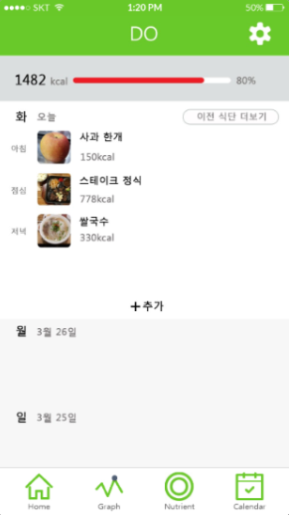 SKT 1:20 PM 50%
DO
1482 kcal 80%
화 오늘 이전 식단 더보기
아침 사과 한개
150kcal
점심 스테이크 정식
778kcal
저녁 쌀국수
330kcal
+추가
월 3월 26일
일 3월 25일
Home Graph Nutrient Calendar